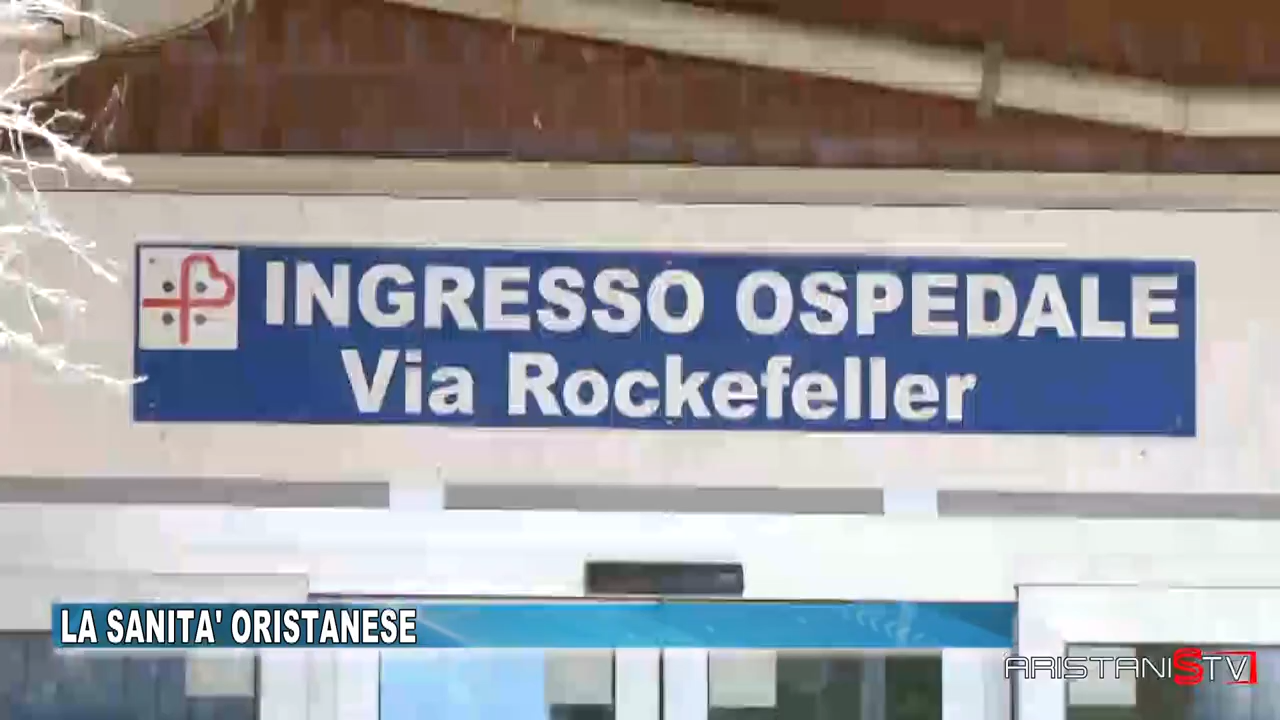 INGRESSO OSPEDALE
Via Rockefeller
LA SANITA' ORISTANESE
ARISTANIS TV